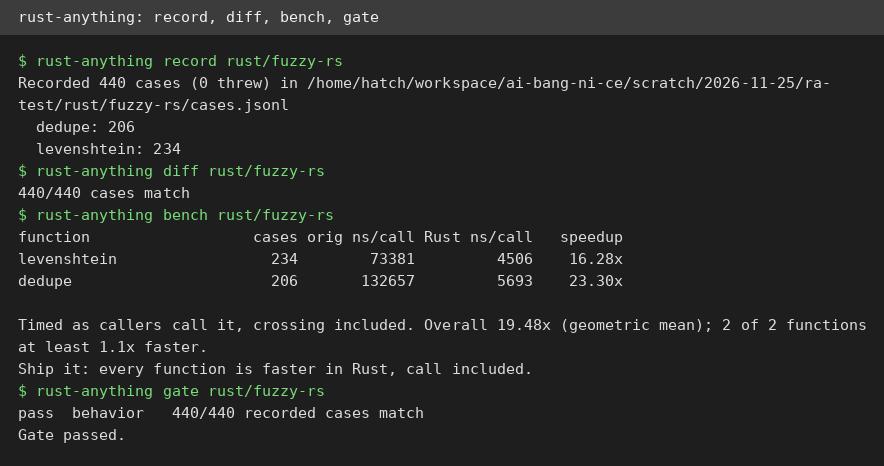 rust-anything: record, diff, bench, gate
$ rust-anything record rust/fuzzy-rs
Recorded 440 cases (0 threw) in /home/hatch/workspace/ai-bang-ni-ce/scratch/2026-11-25/ra-
test/rust/fuzzy-rs/cases.jsonl
  dedupe: 206
  levenshtein: 234
$ rust-anything diff rust/fuzzy-rs
440/440 cases match
$ rust-anything bench rust/fuzzy-rs
function                  cases orig ns/call Rust ns/call   speedup
levenshtein                 234        73381         4506    16.28x
dedupe                      206       132657         5693    23.30x

Timed as callers call it, crossing included. Overall 19.48x (geometric mean); 2 of 2 functions
at least 1.1x faster.
Ship it: every function is faster in Rust, call included.
$ rust-anything gate rust/fuzzy-rs
pass  behavior   440/440 recorded cases match
Gate passed.